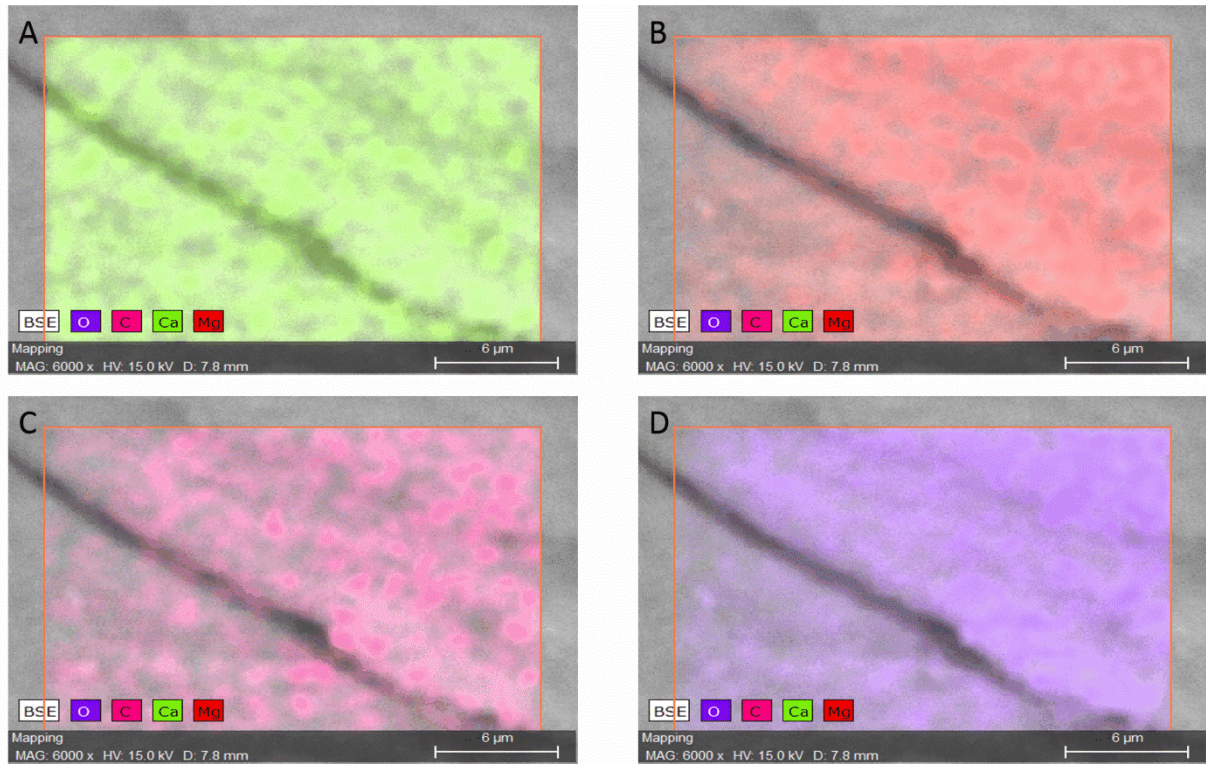 A
BSE O C Ca Mg
6 µm
Mapping
MAG: 6000 x HV: 15.0 kV D: 7.8 mm
B
BSE O C Ca Mg
6 µm
Mapping
MAG: 6000 x HV: 15.0 kV D: 7.8 mm
C
BSE O C Ca Mg
6 µm
Mapping
MAG: 6000 x HV: 15.0 kV D: 7.8 mm
D
BSE O C Ca Mg
6 µm
Mapping
MAG: 6000 x HV: 15.0 kV D: 7.8 mm